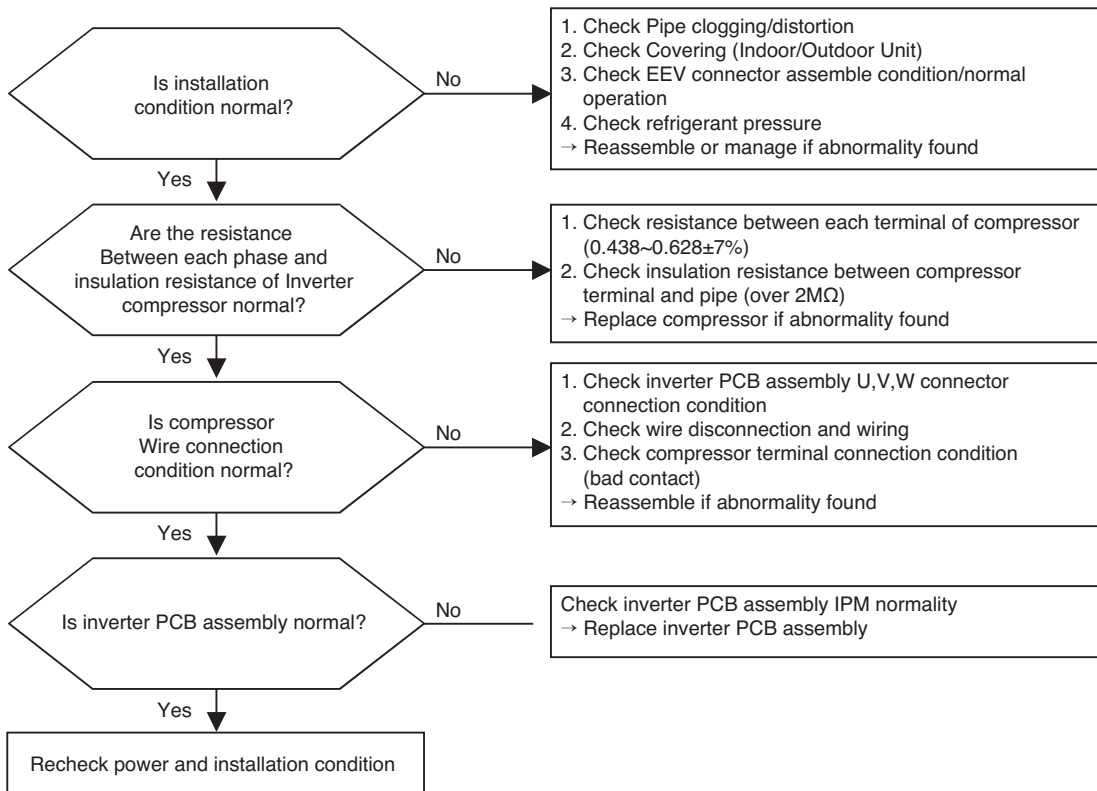 Is installation
condition normal?
No
1. Check Pipe clogging/distortion
2. Check Covering (Indoor/Outdoor Unit)
3. Check EEV connector assemble condition/normal
operation
4. Check refrigerant pressure
→ Reassemble or manage if abnormality found
Yes
Are the resistance
Between each phase and
insulation resistance of Inverter
compressor normal?
No
1. Check resistance between each terminal of compressor
(0.438~0.628±7%)
2. Check insulation resistance between compressor
terminal and pipe (over 2MΩ)
→ Replace compressor if abnormality found
Yes
Is compressor
Wire connection
condition normal?
No
1. Check inverter PCB assembly U,V,W connector
connection condition
2. Check wire disconnection and wiring
3. Check compressor terminal connection condition
(bad contact)
→ Reassemble if abnormality found
Yes
Is inverter PCB assembly normal?
No
Check inverter PCB assembly IPM normality
→ Replace inverter PCB assembly
Yes
Recheck power and installation condition